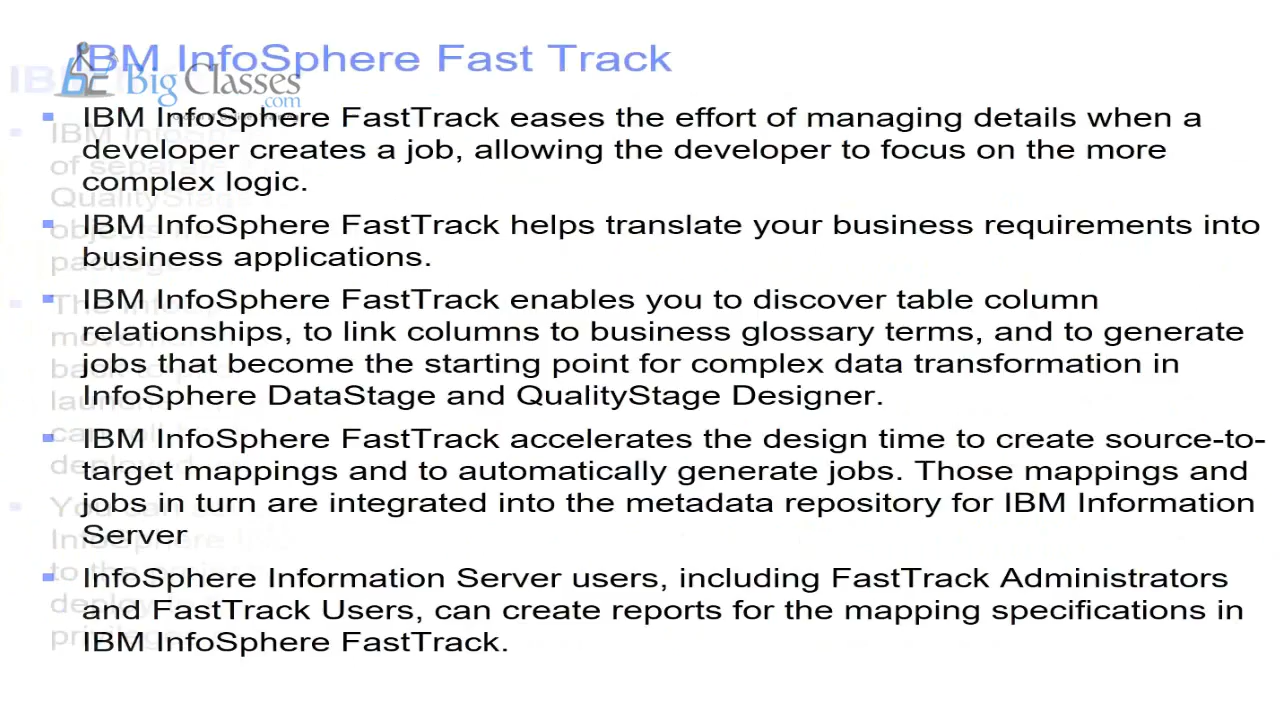 IBM InfoSphere Fast Track
BigClasses
.com
IBM InfoSphere FastTrack eases the effort of managing details when a
developer creates a job, allowing the developer to focus on the more
complex logic.
IBM InfoSphere FastTrack helps translate your business requirements into
business applications.
IBM InfoSphere FastTrack enables you to discover table column
relationships, to link columns to business glossary terms, and to generate
jobs that become the starting point for complex data transformation in
InfoSphere DataStage and QualityStage Designer.
IBM InfoSphere FastTrack accelerates the design time to create source-to-
target mappings and to automatically generate jobs. Those mappings and
jobs in turn are integrated into the metadata repository for IBM Information
Server
InfoSphere Information Server users, including FastTrack Administrators
and FastTrack Users, can create reports for the mapping specifications in
IBM InfoSphere FastTrack.